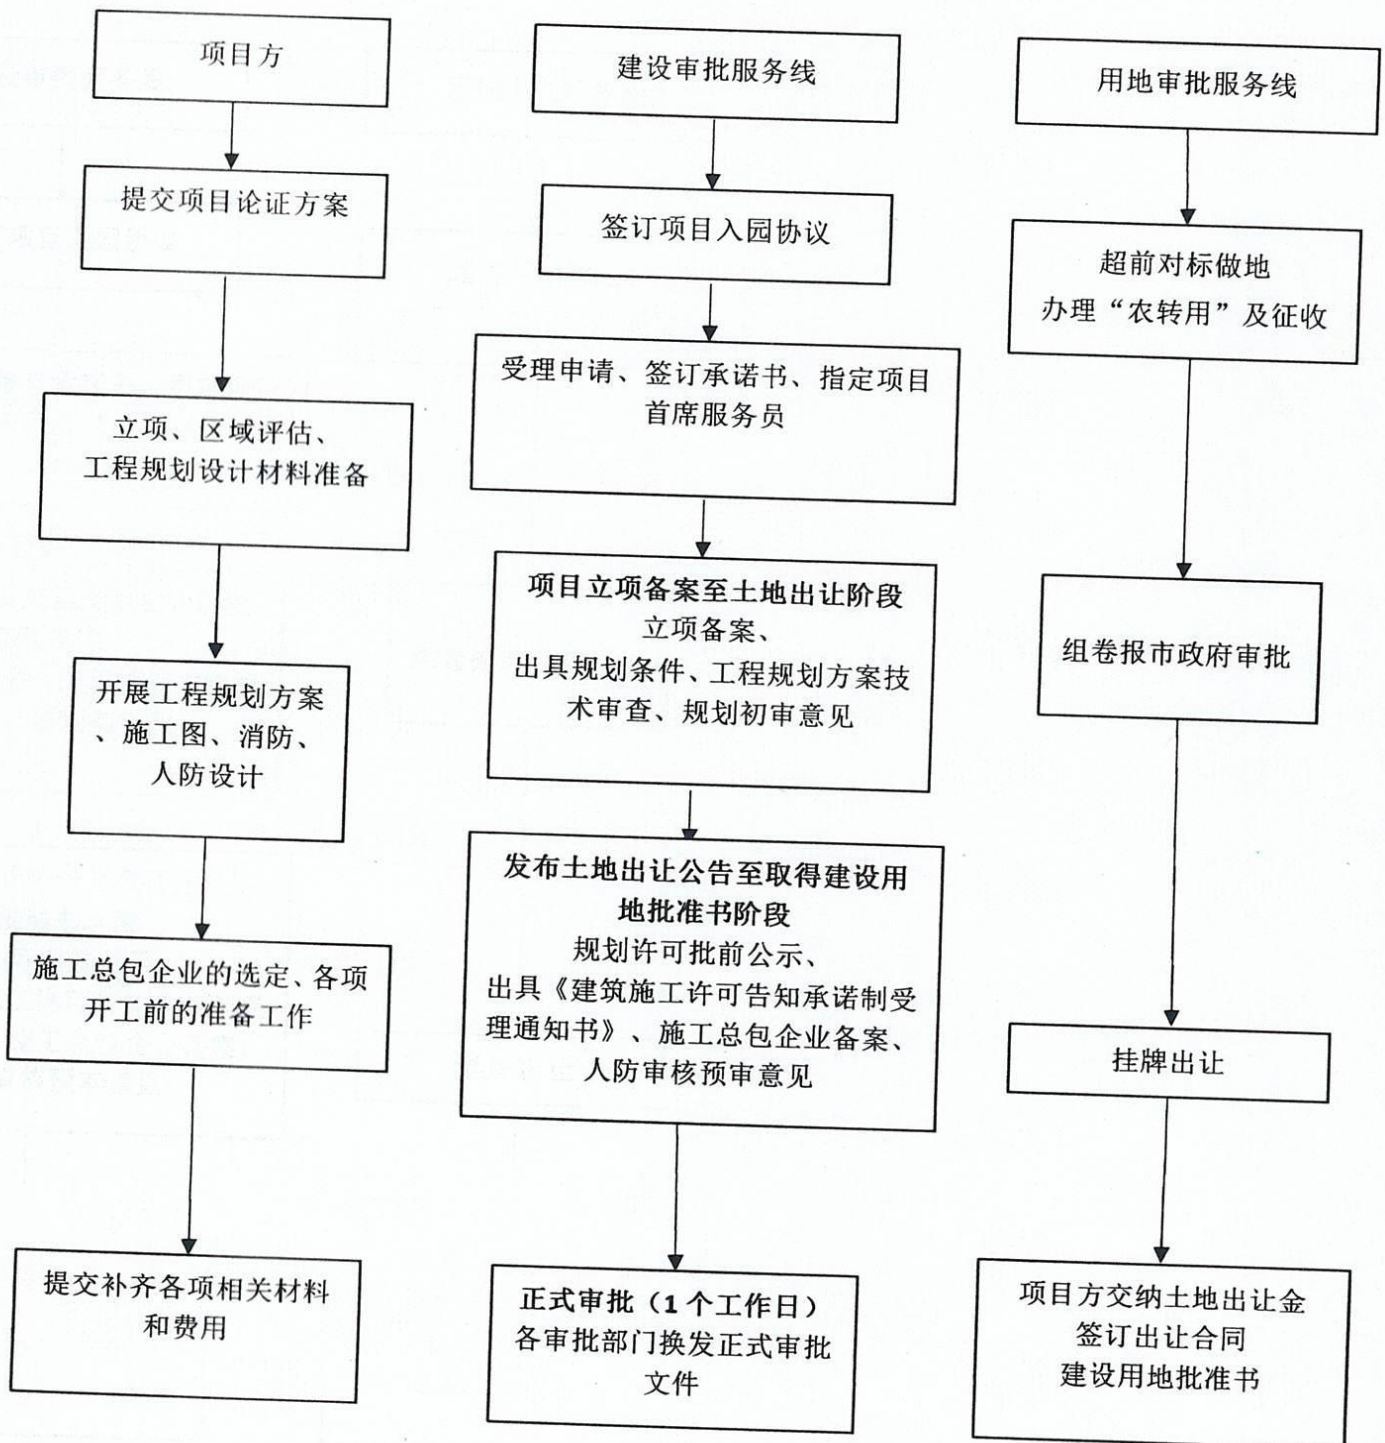 项目方
提交项目论证方案
立项、区域评估、
工程规划设计材料准备
开展工程规划方案
、施工图、消防、
人防设计
施工总包企业的选定、各项
开工前的准备工作
提交补齐各项相关材料
和费用
建设审批服务线
签订项目入园协议
受理申请、签订承诺书、指定项目
首席服务员
项目立项备案至土地出让阶段
立项备案、
出具规划条件、工程规划方案技
术审查、规划初审意见
发布土地出让公告至取得建设用
地批准书阶段
规划许可批前公示、
出具《建筑施工许可告知承诺制受
理通知书》、施工总包企业备案、
人防审核预审意见
正式审批（1个工作日）
各审批部门换发正式审批
文件
用地审批服务线
超前对标做地
办理“农转用”及征收
组卷报市政府审批
挂牌出让
项目方交纳土地出让金
签订出让合同
建设用地批准书